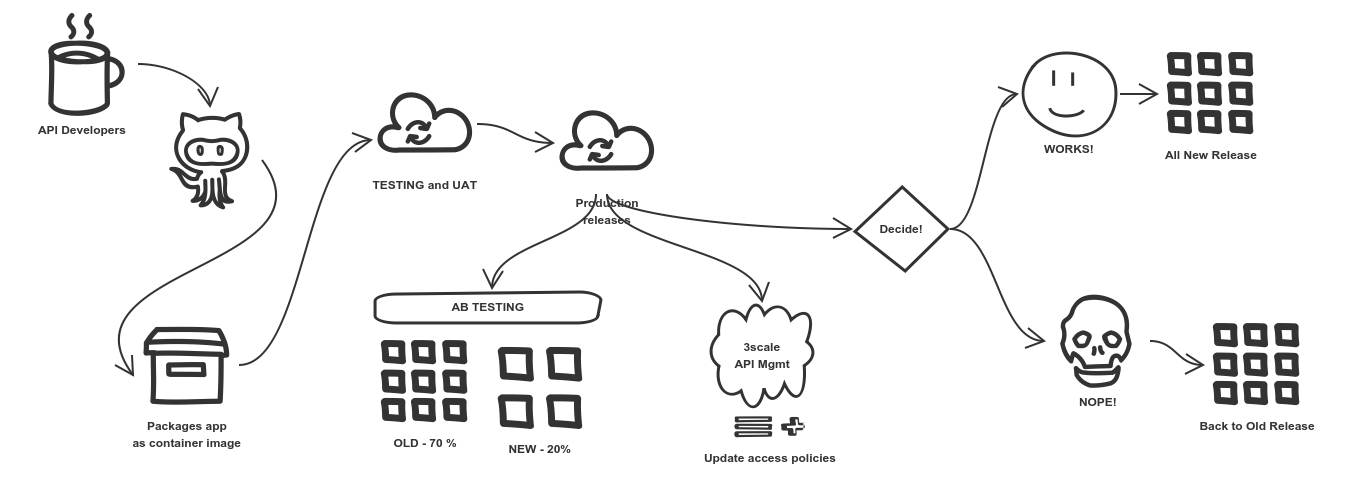 API Developers
TESTING and UAT
Production
releases
Packages app
as container image
AB TESTING
OLD - 70 %
NEW - 20%
3scale
API Mgmt
Update access policies
Decide!
WORKS!
All New Release
NOPE!
Back to Old Release